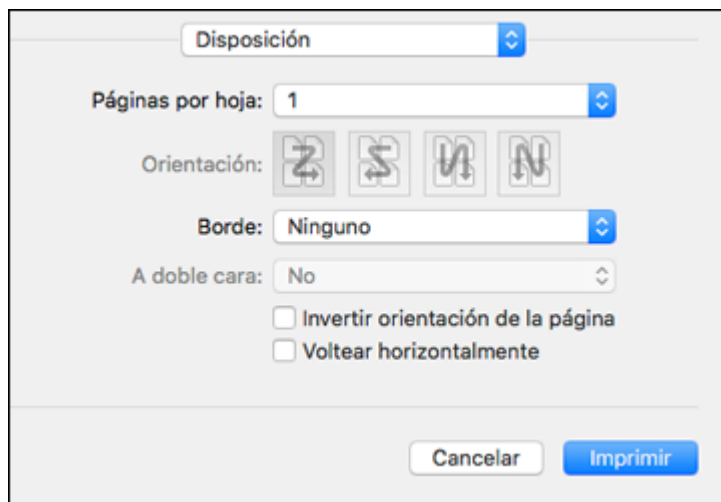 Disposición
Páginas por hoja: 1
Orientación:
Borde: Ninguno
A doble cara: No
Invertir orientación de la página
Voltear horizontalmente
Cancelar Imprimir